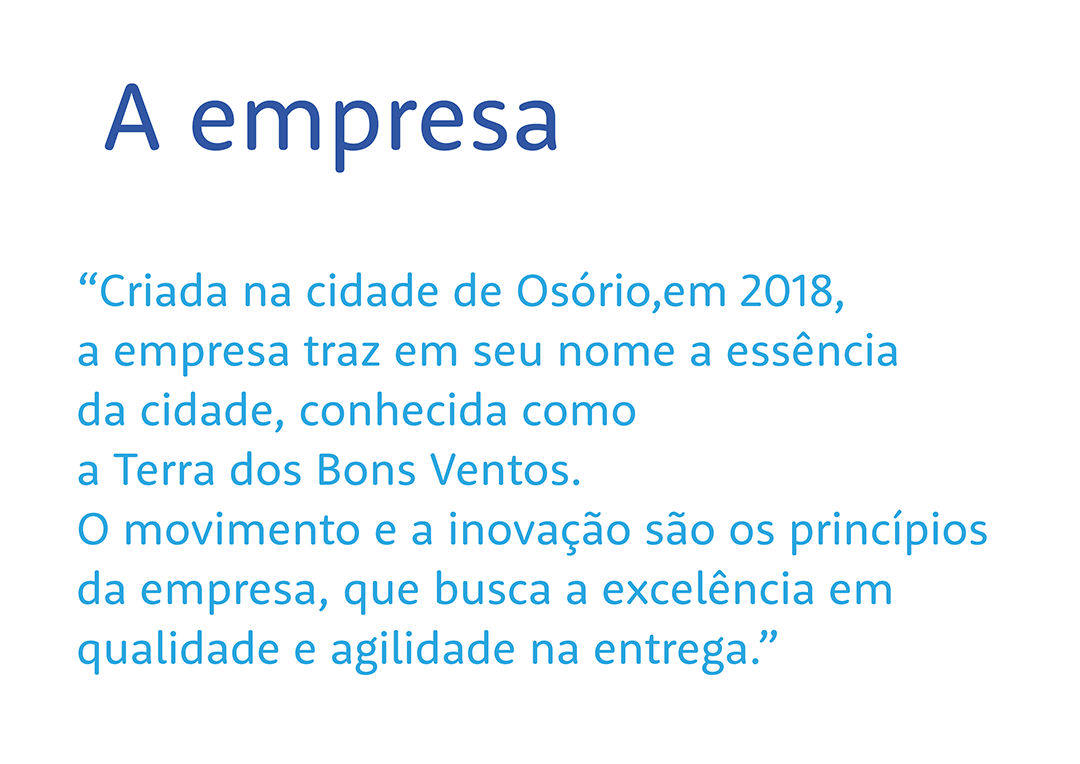 A empresa
“Criada na cidade de Osório,em 2018,
a empresa traz em seu nome a essência
da cidade, conhecida como
a Terra dos Bons Ventos.
O movimento e a inovação são os princípios
da empresa, que busca a excelência em
qualidade e agilidade na entrega.”